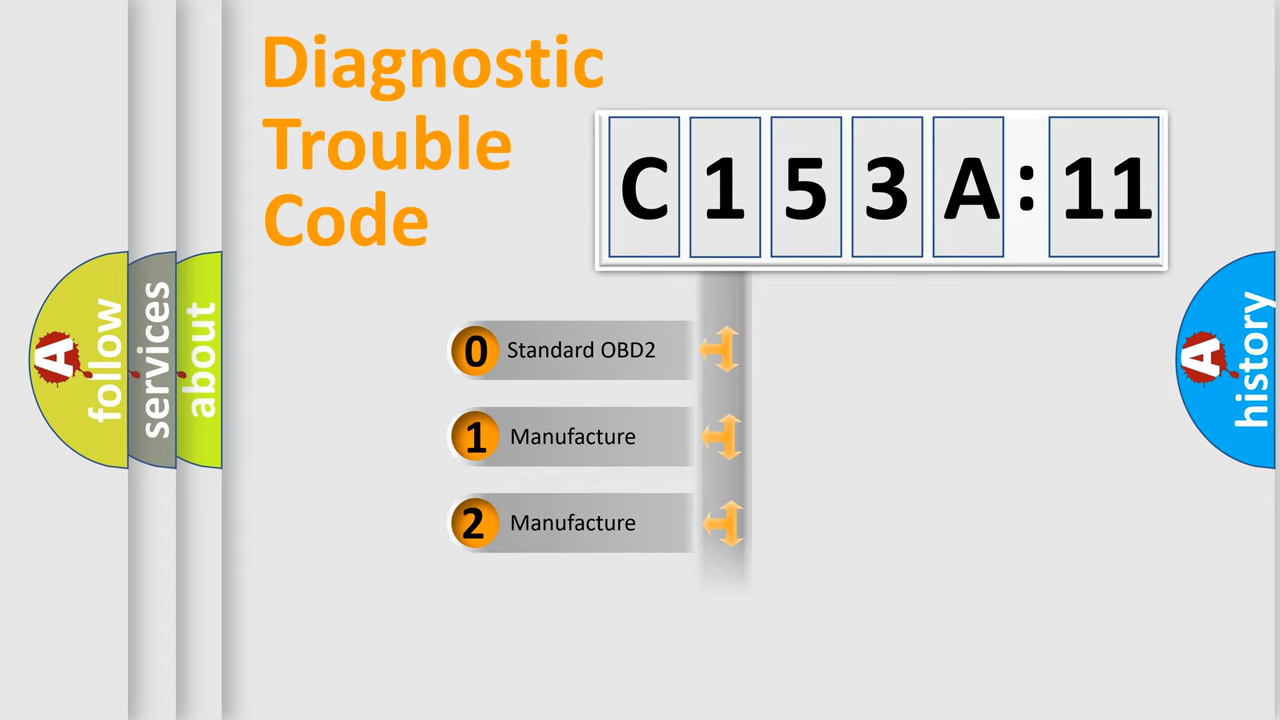 Diagnostic
Trouble
Code
C 1 5 3 A : 11
0 Standard OBD2
1 Manufacture
2 Manufacture
A follow
services
about
A history